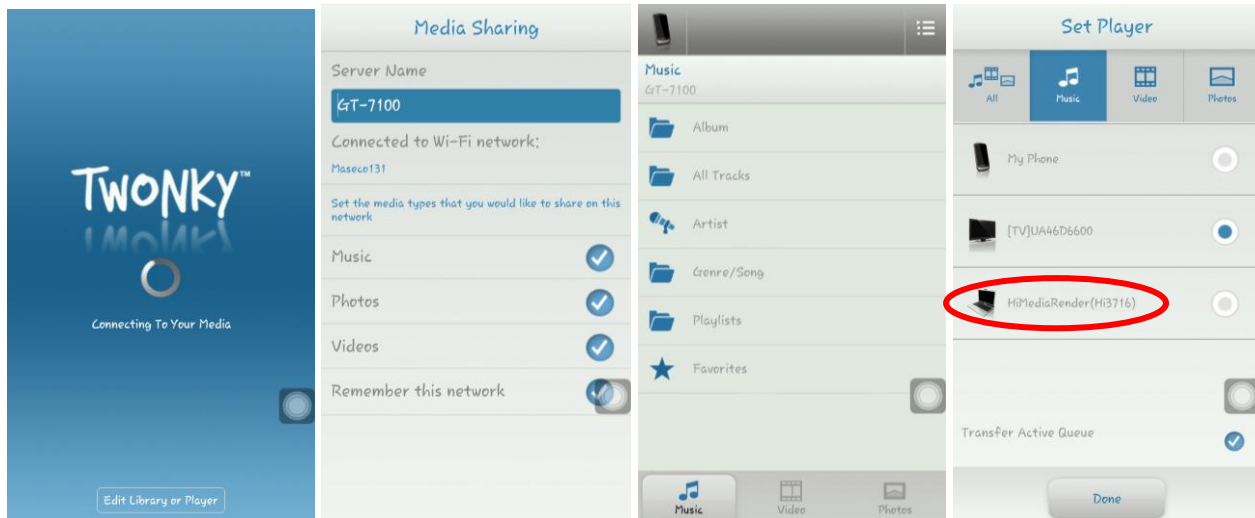 TWONKY™
Connecting To Your Media
Edit Library or Player
Media Sharing
Server Name
GT-7100
Connected to Wi-Fi network:
Maseco131
Set the media types that you would like to share on this
network
Music
Photos
Videos
Remember this network
Music
GT-7100
Album
All Tracks
Artist
Genre/Song
Playlists
Favorites
Music
Video
Photos
Set Player
All
Music
Video
Photos
My Phone
[TV]UA46D6600
HiMediaRender(Hi3716)
Transfer Active Queue
Done